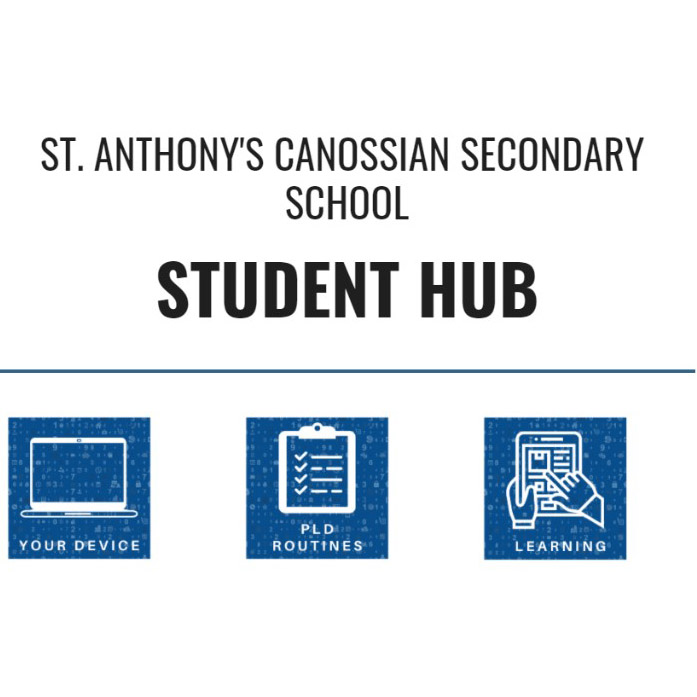 ST. ANTHONY'S CANOSSIAN SECONDARY
SCHOOL
STUDENT HUB
YOUR DEVICE
PLD
ROUTINES
LEARNING